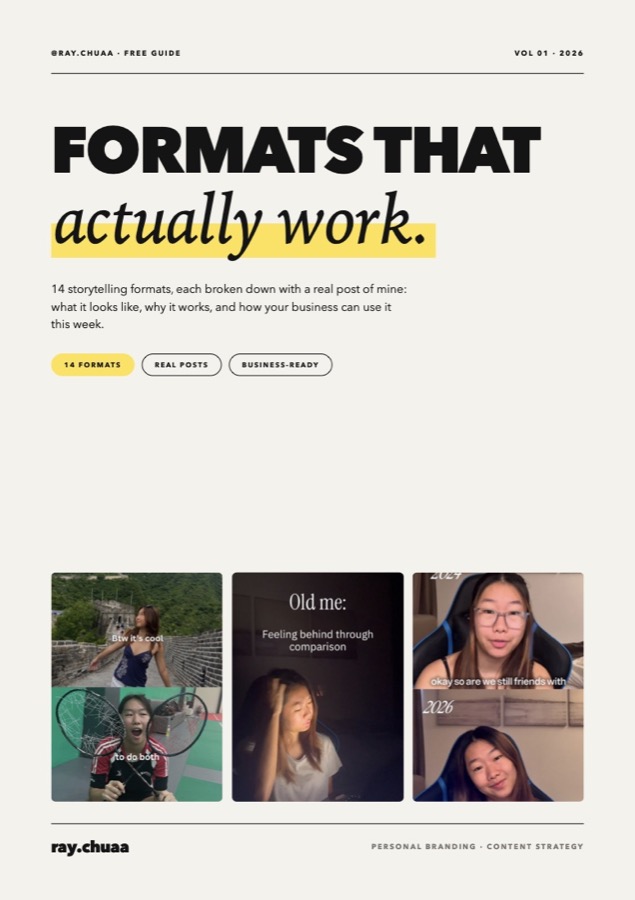 @RAY.CHUAA · FREE GUIDE
VOL 01 · 2026
FORMATS THAT
actually work.
14 storytelling formats, each broken down with a real post of mine:
what it looks like, why it works, and how your business can use it
this week.
14 FORMATS
REAL POSTS
BUSINESS-READY
Btw it's cool
to do both
Old me:
Feeling behind through
comparison
2024
okay so are we still friends with
2026
ray.chuaa
PERSONAL BRANDING · CONTENT STRATEGY